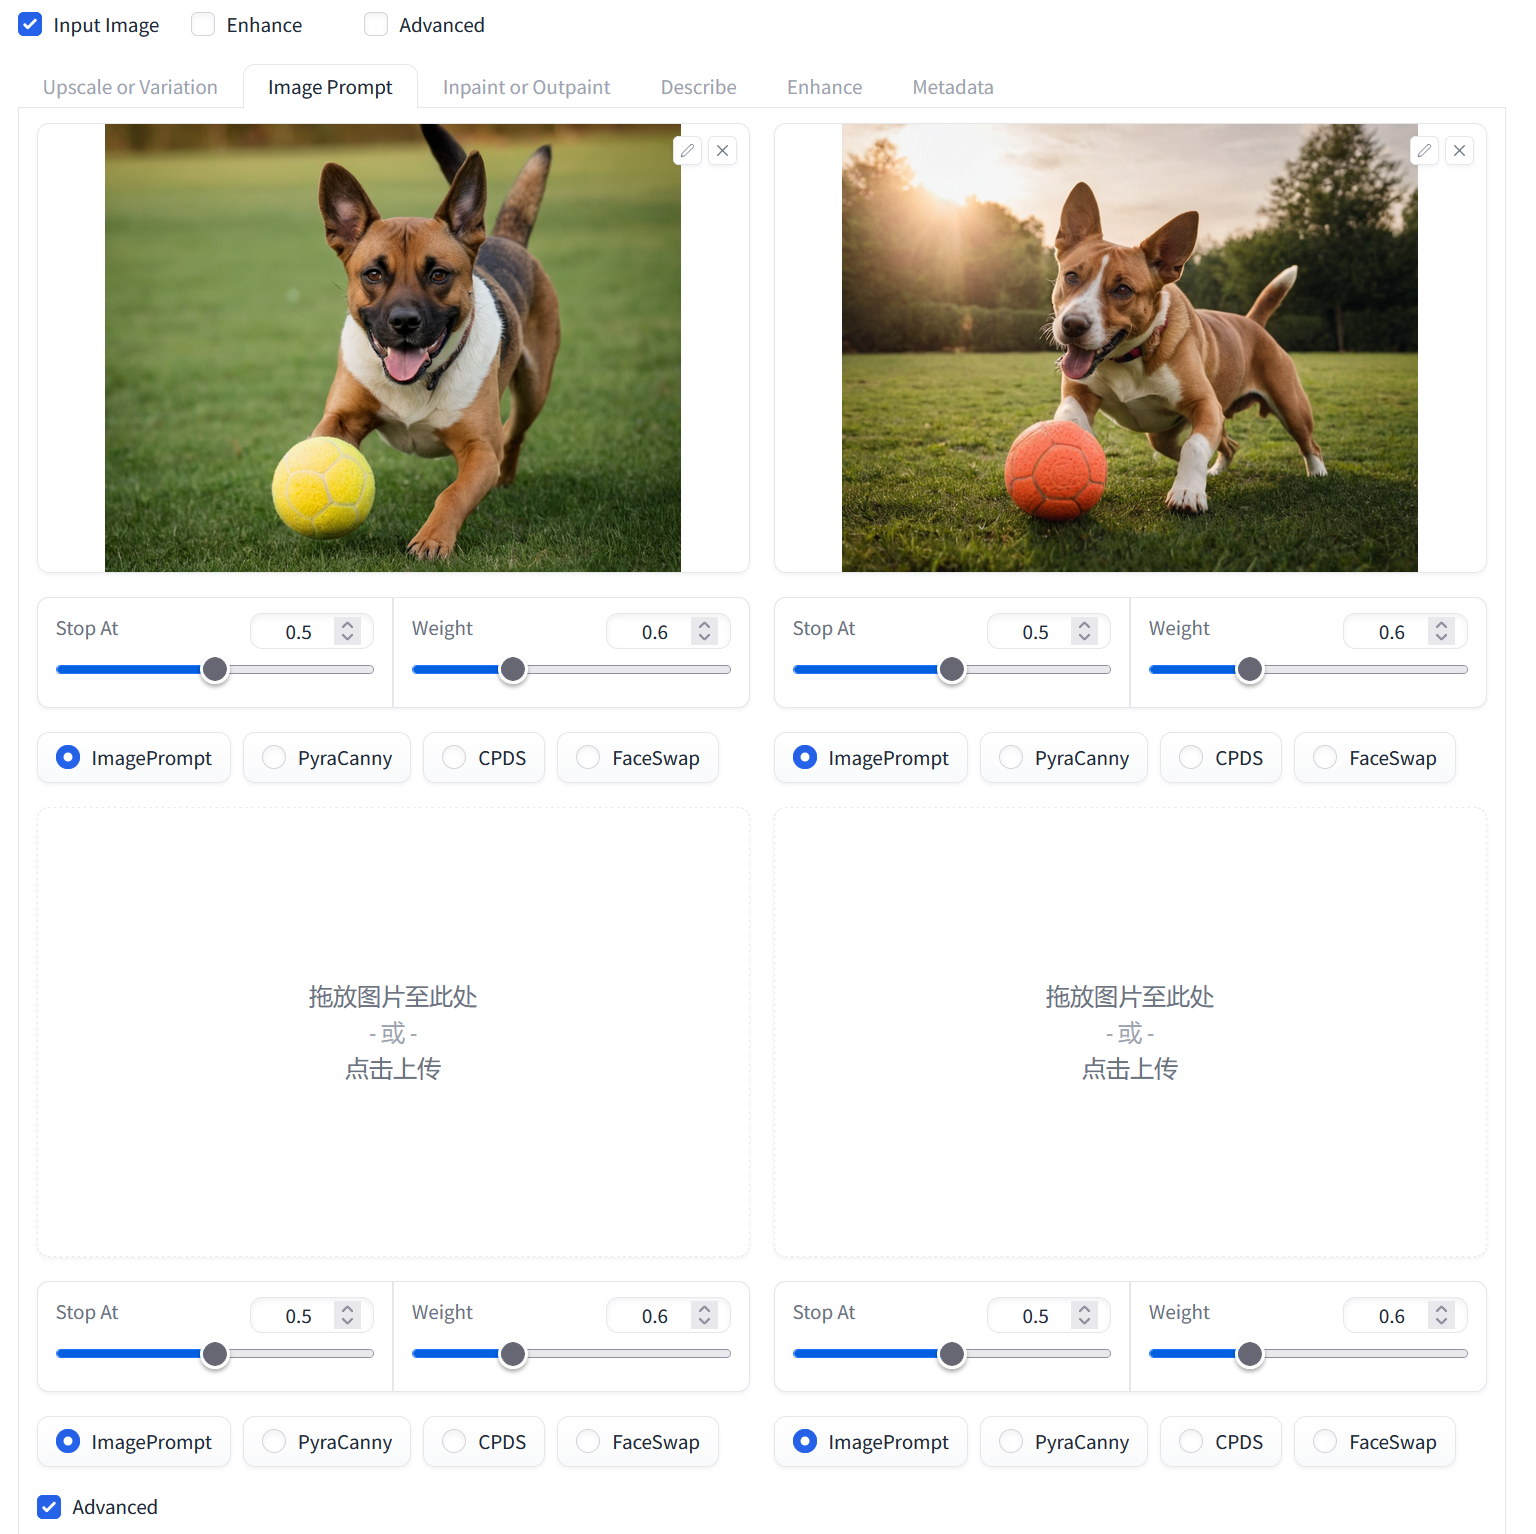 Input Image
Enhance
Advanced
Upscale or Variation
Image Prompt
Inpaint or Outpaint
Describe
Enhance
Metadata
Stop At
0.5
Weight
0.6
Stop At
0.5
Weight
0.6
ImagePrompt
PyraCanny
CPDS
FaceSwap
ImagePrompt
PyraCanny
CPDS
FaceSwap
拖放图片至此处
- 或 -
点击上传
拖放图片至此处
- 或 -
点击上传
Stop At
0.5
Weight
0.6
Stop At
0.5
Weight
0.6
ImagePrompt
PyraCanny
CPDS
FaceSwap
ImagePrompt
PyraCanny
CPDS
FaceSwap
Advanced